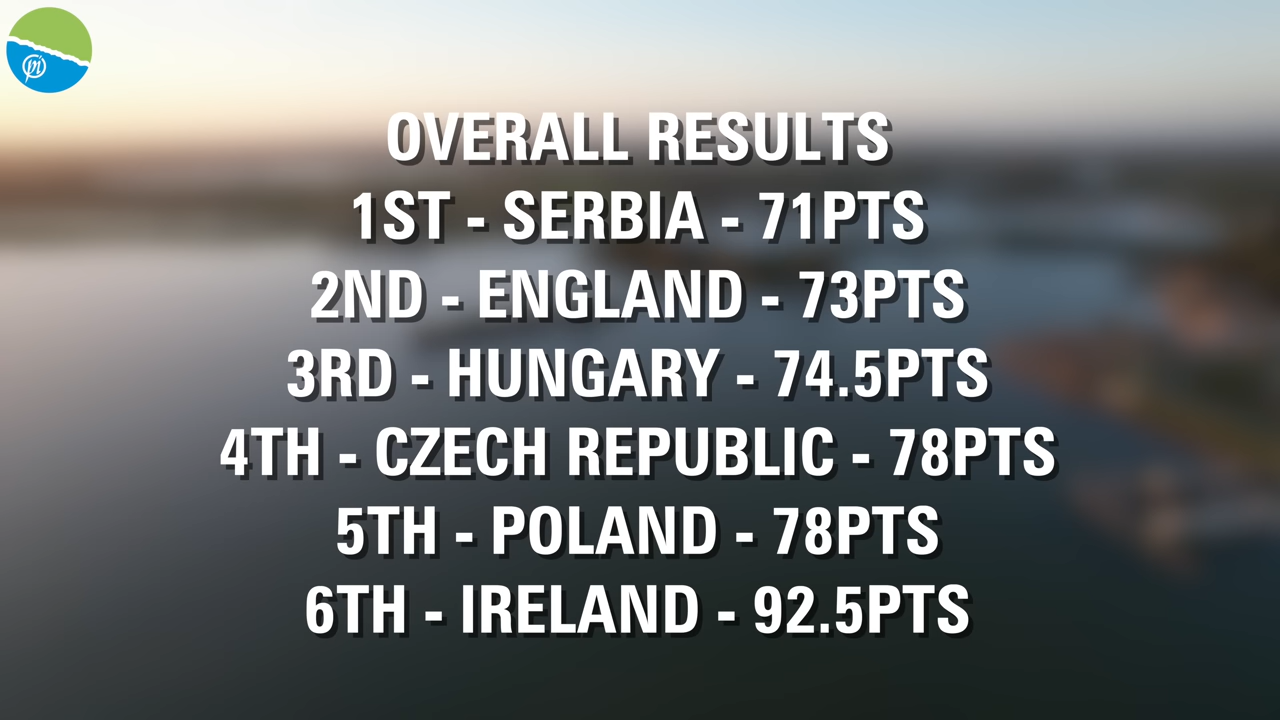 OVERALL RESULTS
1ST - SERBIA - 71PTS
2ND - ENGLAND - 73PTS
3RD - HUNGARY - 74.5PTS
4TH - CZECH REPUBLIC - 78PTS
5TH - POLAND - 78PTS
6TH - IRELAND - 92.5PTS